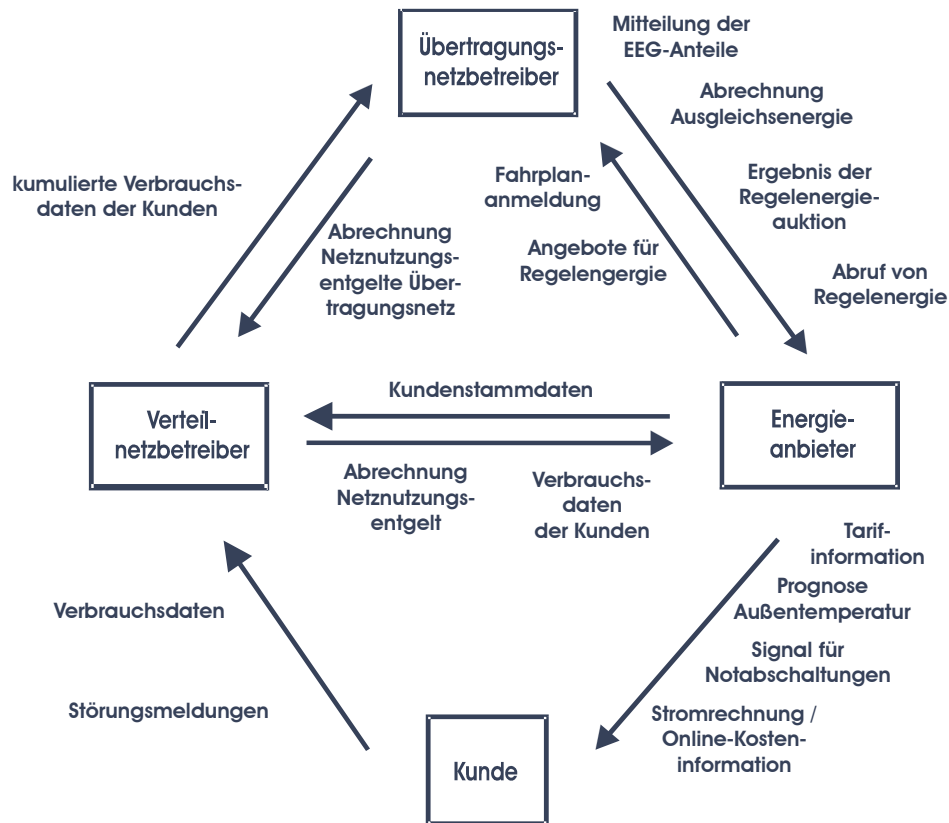 Übertragungs-
netzbetreiber
Mitteilung der
EEG-Anteile
Abrechnung
Ausgleichsenergie
kumulierte Verbrauchs-
daten der Kunden
Fahrplan-
anmeldung
Ergebnis der
Regelenergie-
auktion
Abrechnung
Netznutzungs-
entgelte Über-
tragungsnetz
Angebote für
Regelengergie
Abruf von
Regelenergie
Verteil-
netzbetreiber
Kundenstammdaten
Energie-
anbieter
Abrechnung
Netznutzungs-
entgelt
Verbrauchs-
daten
der Kunden
Tarif-
information
Prognose
Außentemperatur
Verbrauchsdaten
Signal für
Notabschaltungen
Störungsmeldungen
Stromrechnung /
Online-Kosten-
information
Kunde